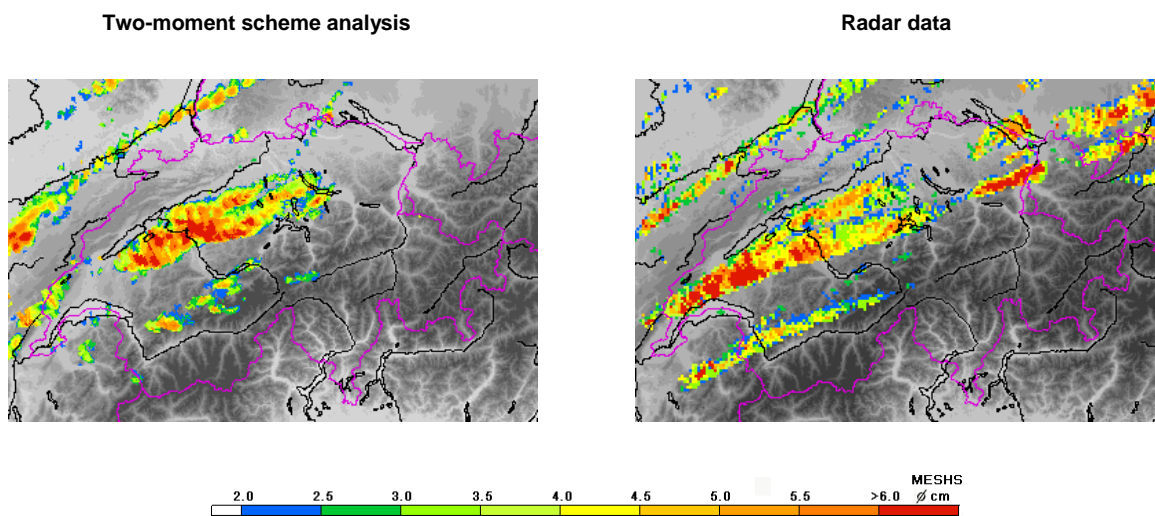 Two-moment scheme analysis
Radar data
MESHS
2.0 2.5 3.0 3.5 4.0 4.5 5.0 5.5 >6.0 ø cm